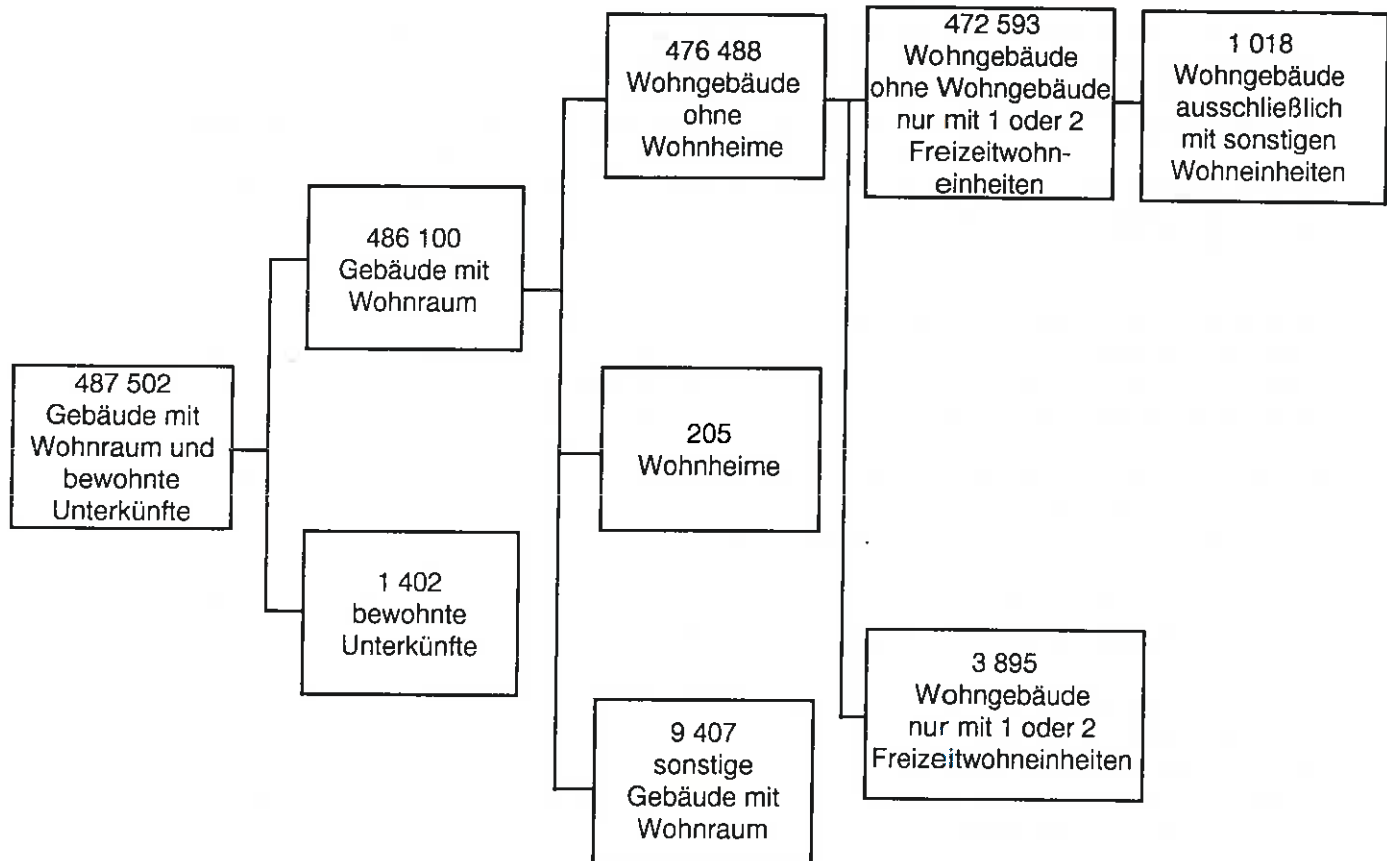 487 502
Gebäude mit
Wohnraum und
bewohnte
Unterkünfte
486 100
Gebäude mit
Wohnraum
1 402
bewohnte
Unterkünfte
476 488
Wohngebäude
ohne
Wohnheime
205
Wohnheime
9 407
sonstige
Gebäude mit
Wohnraum
472 593
Wohngebäude
ohne Wohngebäude
nur mit 1 oder 2
Freizeitwohn-
einheiten
3 895
Wohngebäude
nur mit 1 oder 2
Freizeitwohneinheiten
1 018
Wohngebäude
ausschließlich
mit sonstigen
Wohneinheiten